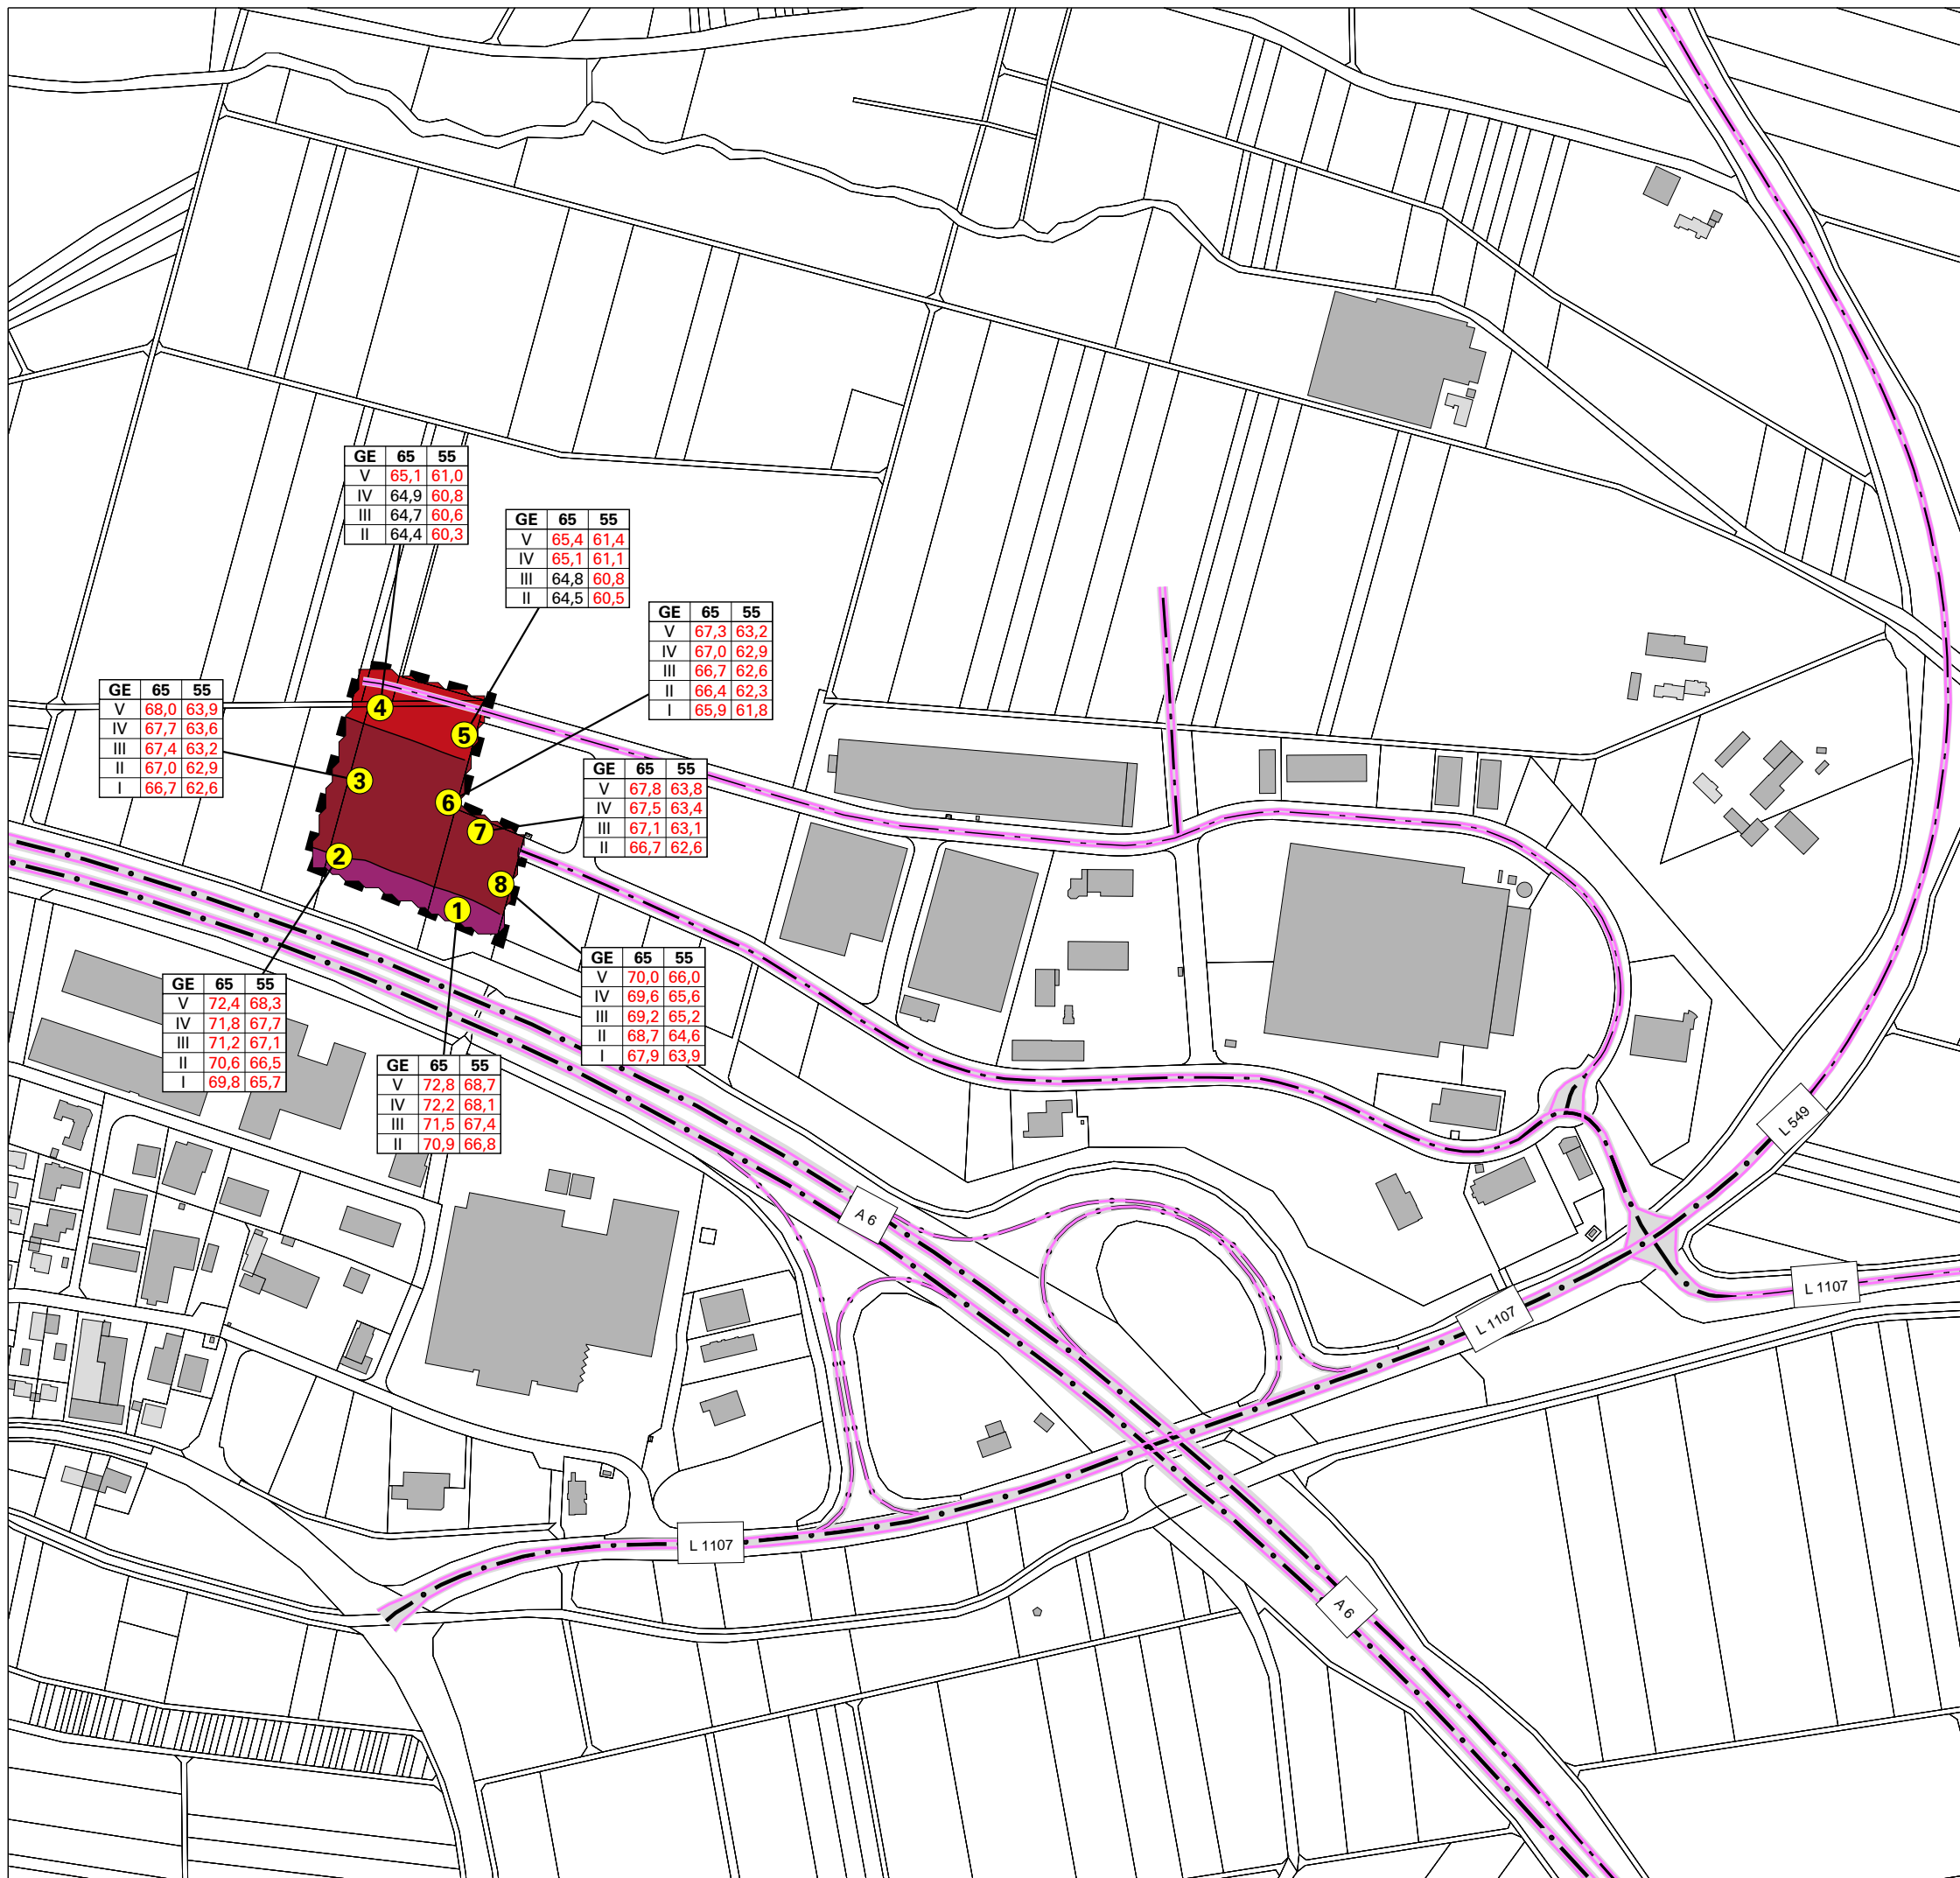 GE 65 55
V 65,1 61,0
IV 64,9 60,8
III 64,7 60,6
II 64,4 60,3
GE 65 55
V 65,4 61,4
IV 65,1 61,1
III 64,8 60,8
II 64,5 60,5
GE 65 55
V 67,3 63,2
IV 67,0 62,9
III 66,7 62,6
II 66,4 62,3
I 65,9 61,8
GE 65 55
V 68,0 63,9
IV 67,7 63,6
III 67,4 63,2
II 67,0 62,9
I 66,7 62,6
4
5
3
6
7
2
8
1
GE 65 55
V 67,8 63,8
IV 67,5 63,4
III 67,1 63,1
II 66,7 62,6
GE 65 55
V 70,0 66,0
IV 69,6 65,6
III 69,2 65,2
II 68,7 64,6
I 67,9 63,9
GE 65 55
V 72,4 68,3
IV 71,8 67,7
III 71,2 67,1
II 70,6 66,5
I 69,8 65,7
GE 65 55
V 72,8 68,7
IV 72,2 68,1
III 71,5 67,4
II 70,9 66,8
L 549
A 6
L 1107
L 1107
L 1107
A 6